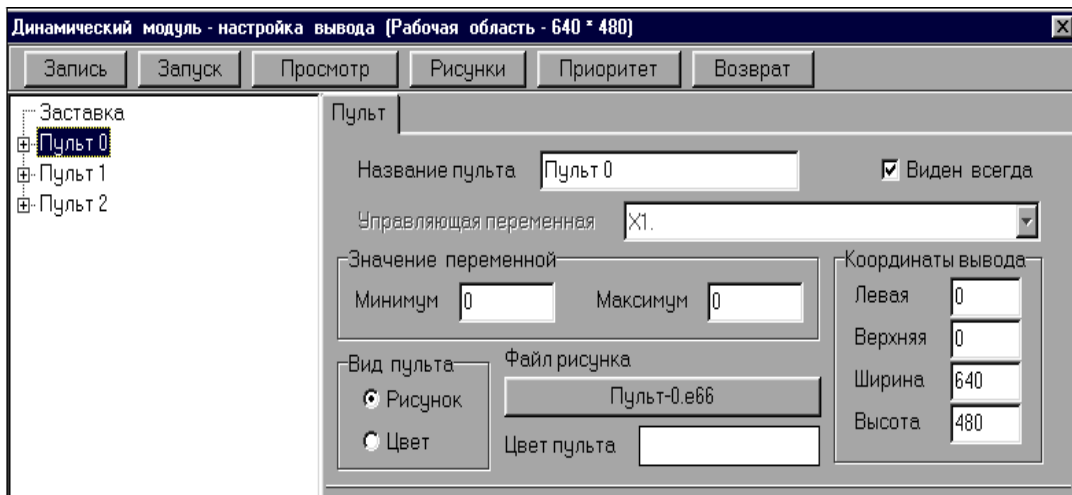 Динамический модуль - настройка вывода (Рабочая область - 640 * 480)
Запись Запуск Просмотр Рисунки Приоритет Возврат
Заставка
Пульт 0
Пульт 1
Пульт 2
Пульт
Название пульта Пульт 0 Виден всегда
Управляющая переменная X1.
Значение переменной
Минимум 0 Максимум 0
Координаты вывода
Левая 0
Верхняя 0
Ширина 640
Высота 480
Вид пульта
Рисунок
Цвет
Файл рисунка
Пульт-0.e66
Цвет пульта